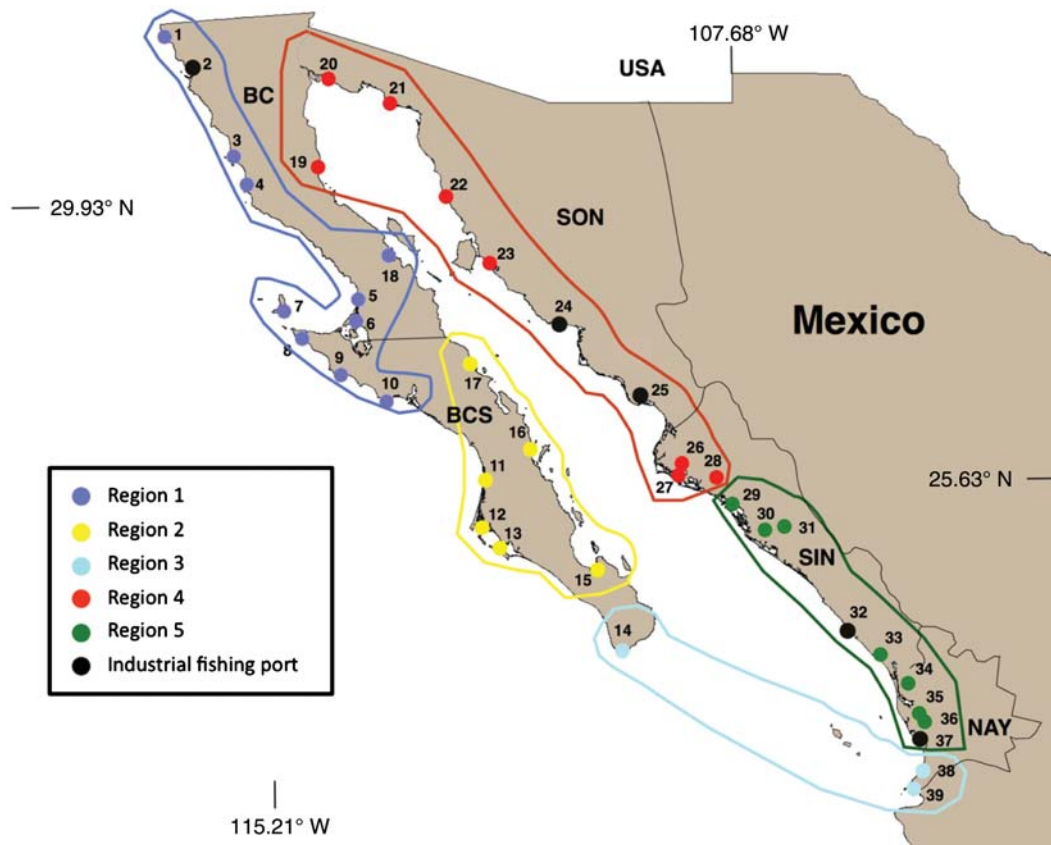 107.68° W
USA
1
2
BC
20
21
3
19
4
22
29.93° N
SON
18
23
7
5
24
Mexico
6
8
9
17
10
25
BCS
16
26
28
27
25.63° N
11
29
30
31
12
13
SIN
15
Region 1
Region 2
Region 3
Region 4
Region 5
Industrial fishing port
14
32
33
34
35
36
NAY
37
38
39
115.21° W